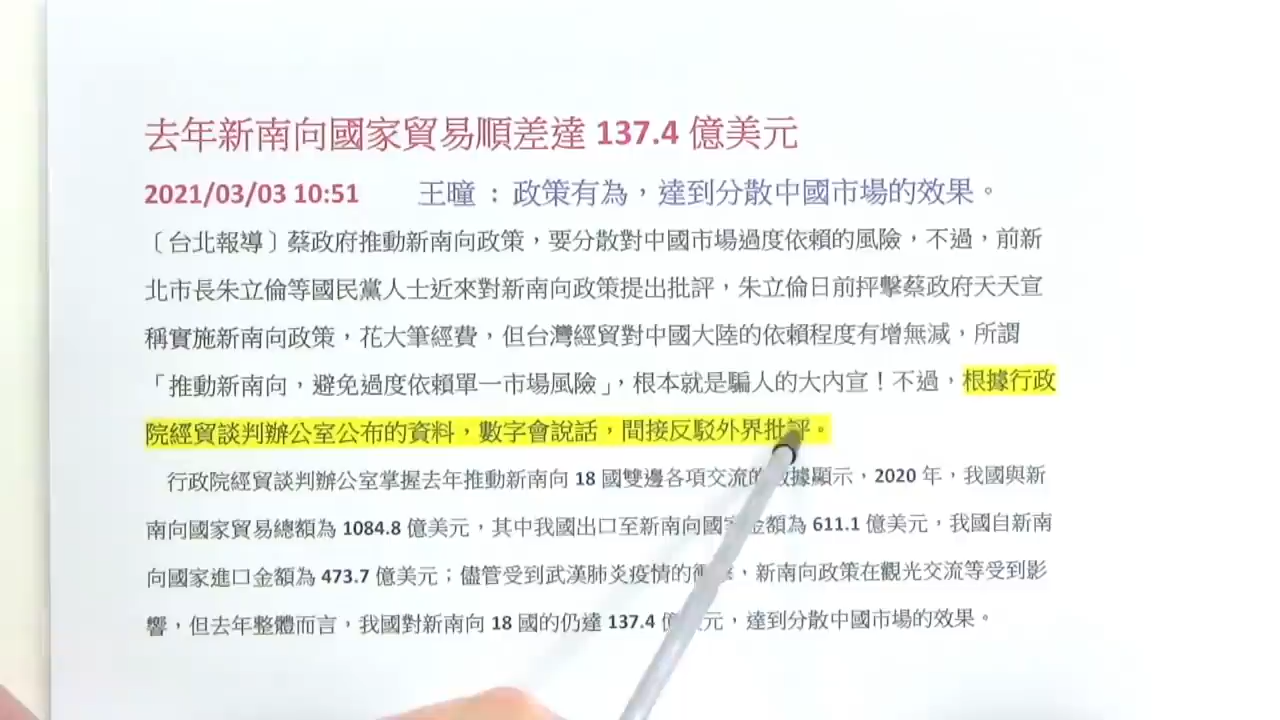 去年新南向國家貿易順差達 137.4 億美元
2021/03/03 10:51 王瞳：政策有為，達到分散中國市場的效果。
〔台北報導〕蔡政府推動新南向政策，要分散對中國市場過度依賴的風險，不過，前新
北市長朱立倫等國民黨人士近來對新南向政策提出批評，朱立倫日前抨擊蔡政府天天宣
稱實施新南向政策，花大筆經費，但台灣經貿對中國大陸的依賴程度有增無減，所謂
「推動新南向，避免過度依賴單一市場風險」，根本就是騙人的大內宣！不過，根據行政
院經貿談判辦公室公布的資料，數字會說話，間接反駁外界批評。
行政院經貿談判辦公室掌握去年推動新南向 18 國雙邊各項交流的數據顯示，2020 年，我國與新
南向國家貿易總額為 1084.8 億美元，其中我國出口至新南向國家金額為 611.1 億美元，我國自新南
向國家進口金額為 473.7 億美元；儘管受到武漢肺炎疫情的衝擊，新南向政策在觀光交流等受到影
響，但去年整體而言，我國對新南向 18 國的仍達 137.4 億美元，達到分散中國市場的效果。